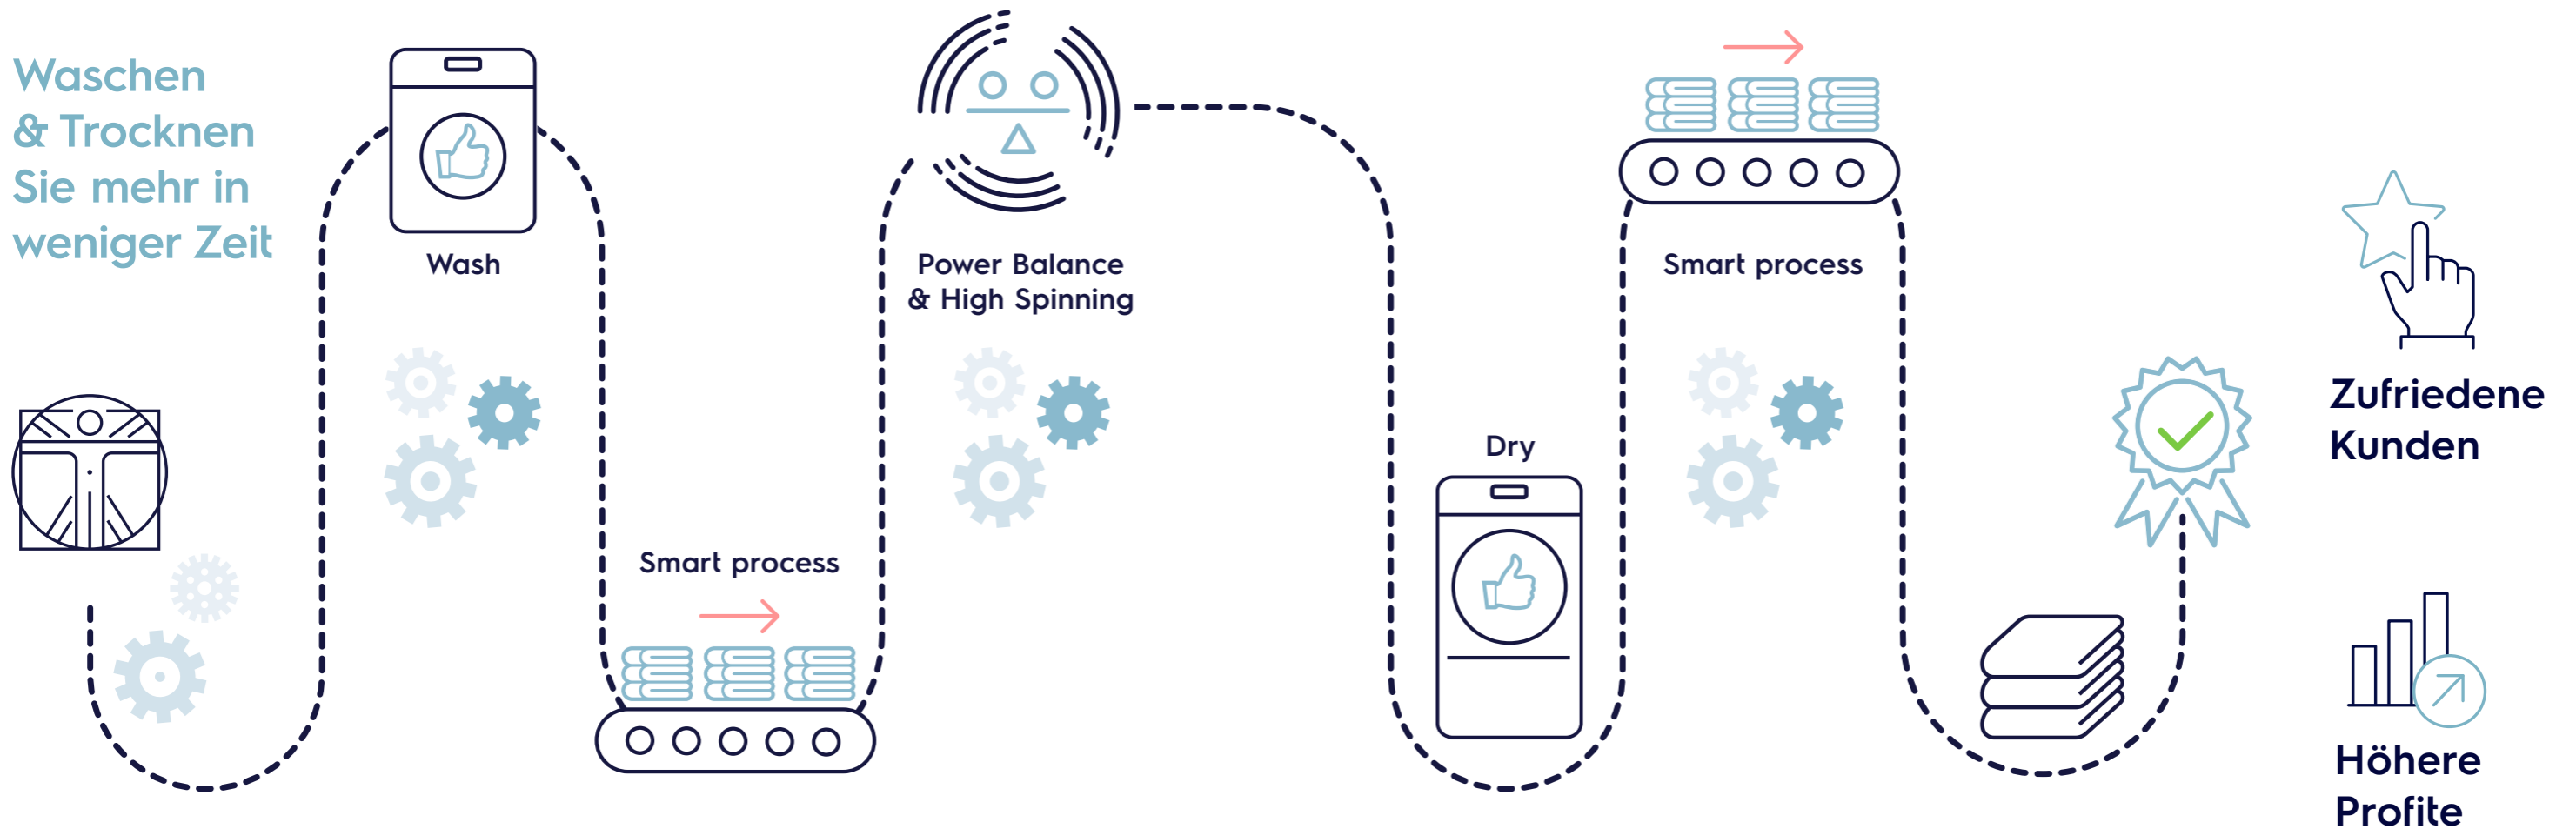 Waschen
& Trocknen
Sie mehr in
weniger Zeit
Wash
Smart process
Power Balance
& High Spinning
Dry
Smart process
Zufriedene
Kunden
Höhere
Profite